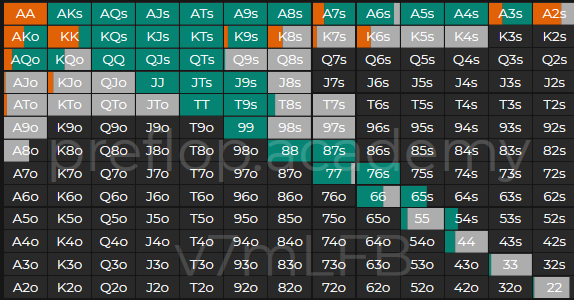 AA AKs AQs AJs ATs A9s A8s A7s A6s A5s A4s A3s A2s
AKo KK KQs KJs KTs K9s K8s K7s K6s K5s K4s K3s K2s
AQo KQo QQ QJs QTs Q9s Q8s Q7s Q6s Q5s Q4s Q3s Q2s
AJo KJo QJo JJ JTs J9s J8s J7s J6s J5s J4s J3s J2s
ATo KTo QTo JTo TT T9s T8s T7s T6s T5s T4s T3s T2s
A9o K9o Q9o J9o T9o 99 98s 97s 96s 95s 94s 93s 92s
A8o K8o Q8o J8o T8o 98o 88 87s 86s 85s 84s 83s 82s
preflop.academy
A7o K7o Q7o J7o T7o 97o 87o 77 76s 75s 74s 73s 72s
A6o K6o Q6o J6o T6o 96o 86o 76o 66 65s 64s 63s 62s
A5o K5o Q5o J5o T5o 95o 85o 75o 65o 55 54s 53s 52s
A4o K4o Q4o J4o T4o 94o 84o 74o 64o 54o 44 43s 42s
v7mLFB
A3o K3o Q3o J3o T3o 93o 83o 73o 63o 53o 43o 33 32s
A2o K2o Q2o J2o T2o 92o 82o 72o 62o 52o 42o 32o 22